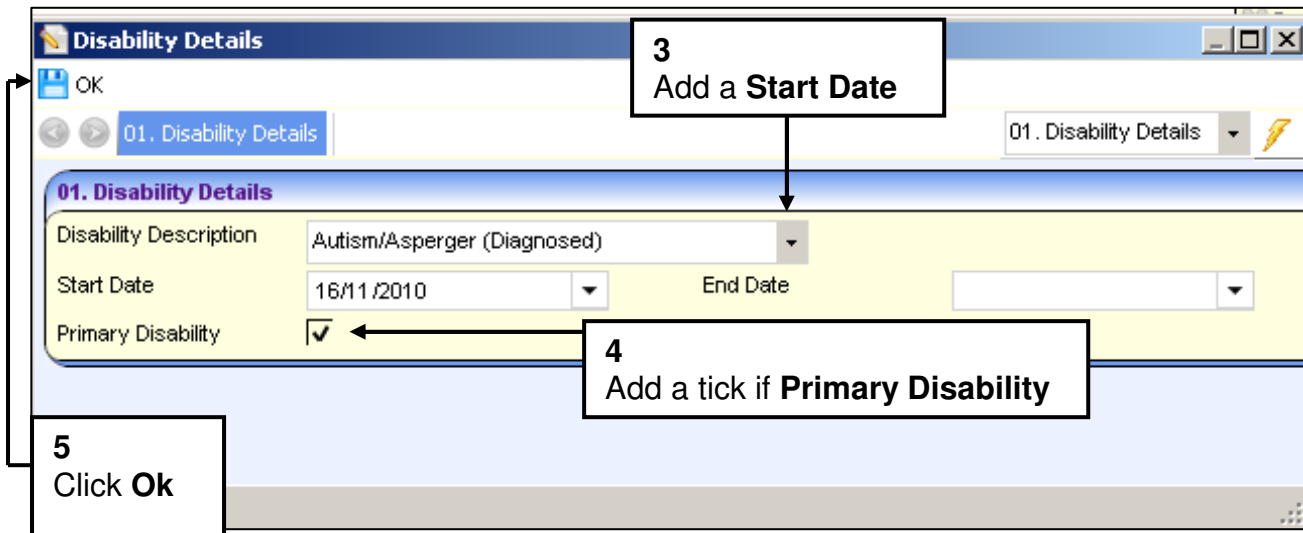 Disability Details
3
Add a Start Date
OK
01. Disability Details
01. Disability Details
01. Disability Details
Disability Description
Autism/Asperger (Diagnosed)
Start Date
16/11/2010
End Date
Primary Disability
4
Add a tick if Primary Disability
5
Click Ok